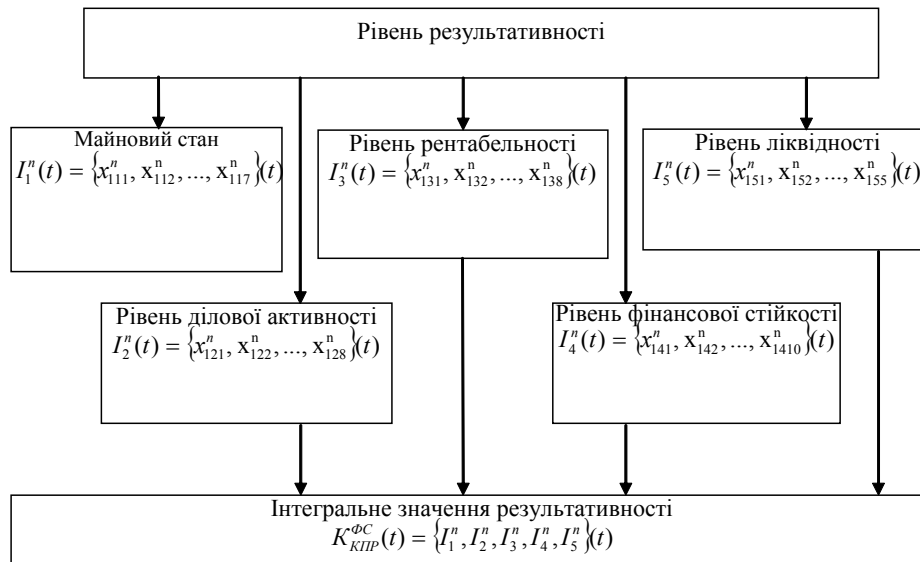 Рівень результативності
Майновий стан
I₁ⁿ(t) = {x₁₁₁ⁿ, x₁₁₂ⁿ, ..., x₁₁₇ⁿ}(t)
Рівень рентабельності
I₃ⁿ(t) = {x₁₃₁ⁿ, x₁₃₂ⁿ, ..., x₁₃₈ⁿ}(t)
Рівень ліквідності
I₅ⁿ(t) = {x₁₅₁ⁿ, x₁₅₂ⁿ, ..., x₁₅₅ⁿ}(t)
Рівень ділової активності
I₂ⁿ(t) = {x₁₂₁ⁿ, x₁₂₂ⁿ, ..., x₁₂₈ⁿ}(t)
Рівень фінансової стійкості
I₄ⁿ(t) = {x₁₄₁ⁿ, x₁₄₂ⁿ, ..., x₁₄₁₀ⁿ}(t)
Інтегральне значення результативності
K_{КПР}^{ФС}(t) = {I₁ⁿ, I₂ⁿ, I₃ⁿ, I₄ⁿ, I₅ⁿ}(t)